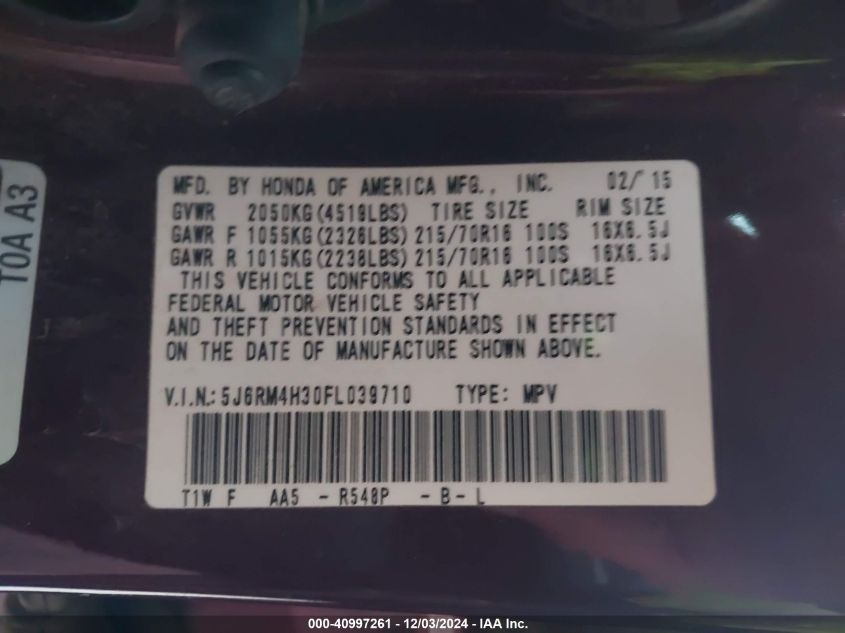 MFD. BY HONDA OF AMERICA MFG., INC. 02/15
GVWR 2050KG(4519LBS) TIRE SIZE RIM SIZE
GAWR F 1055KG(2326LBS) 215/70R16 100S 16X6.5J
GAWR R 1015KG(2238LBS) 215/70R16 100S 16X6.5J
THIS VEHICLE CONFORMS TO ALL APPLICABLE
FEDERAL MOTOR VEHICLE SAFETY
AND THEFT PREVENTION STANDARDS IN EFFECT
ON THE DATE OF MANUFACTURE SHOWN ABOVE.
V.I.N.: 5J6RM4H30FL039710 TYPE: MPV
T1W F AA5 - R548P - B - L
T0A A3
000-40997261 - 12/03/2024 - IAA Inc.